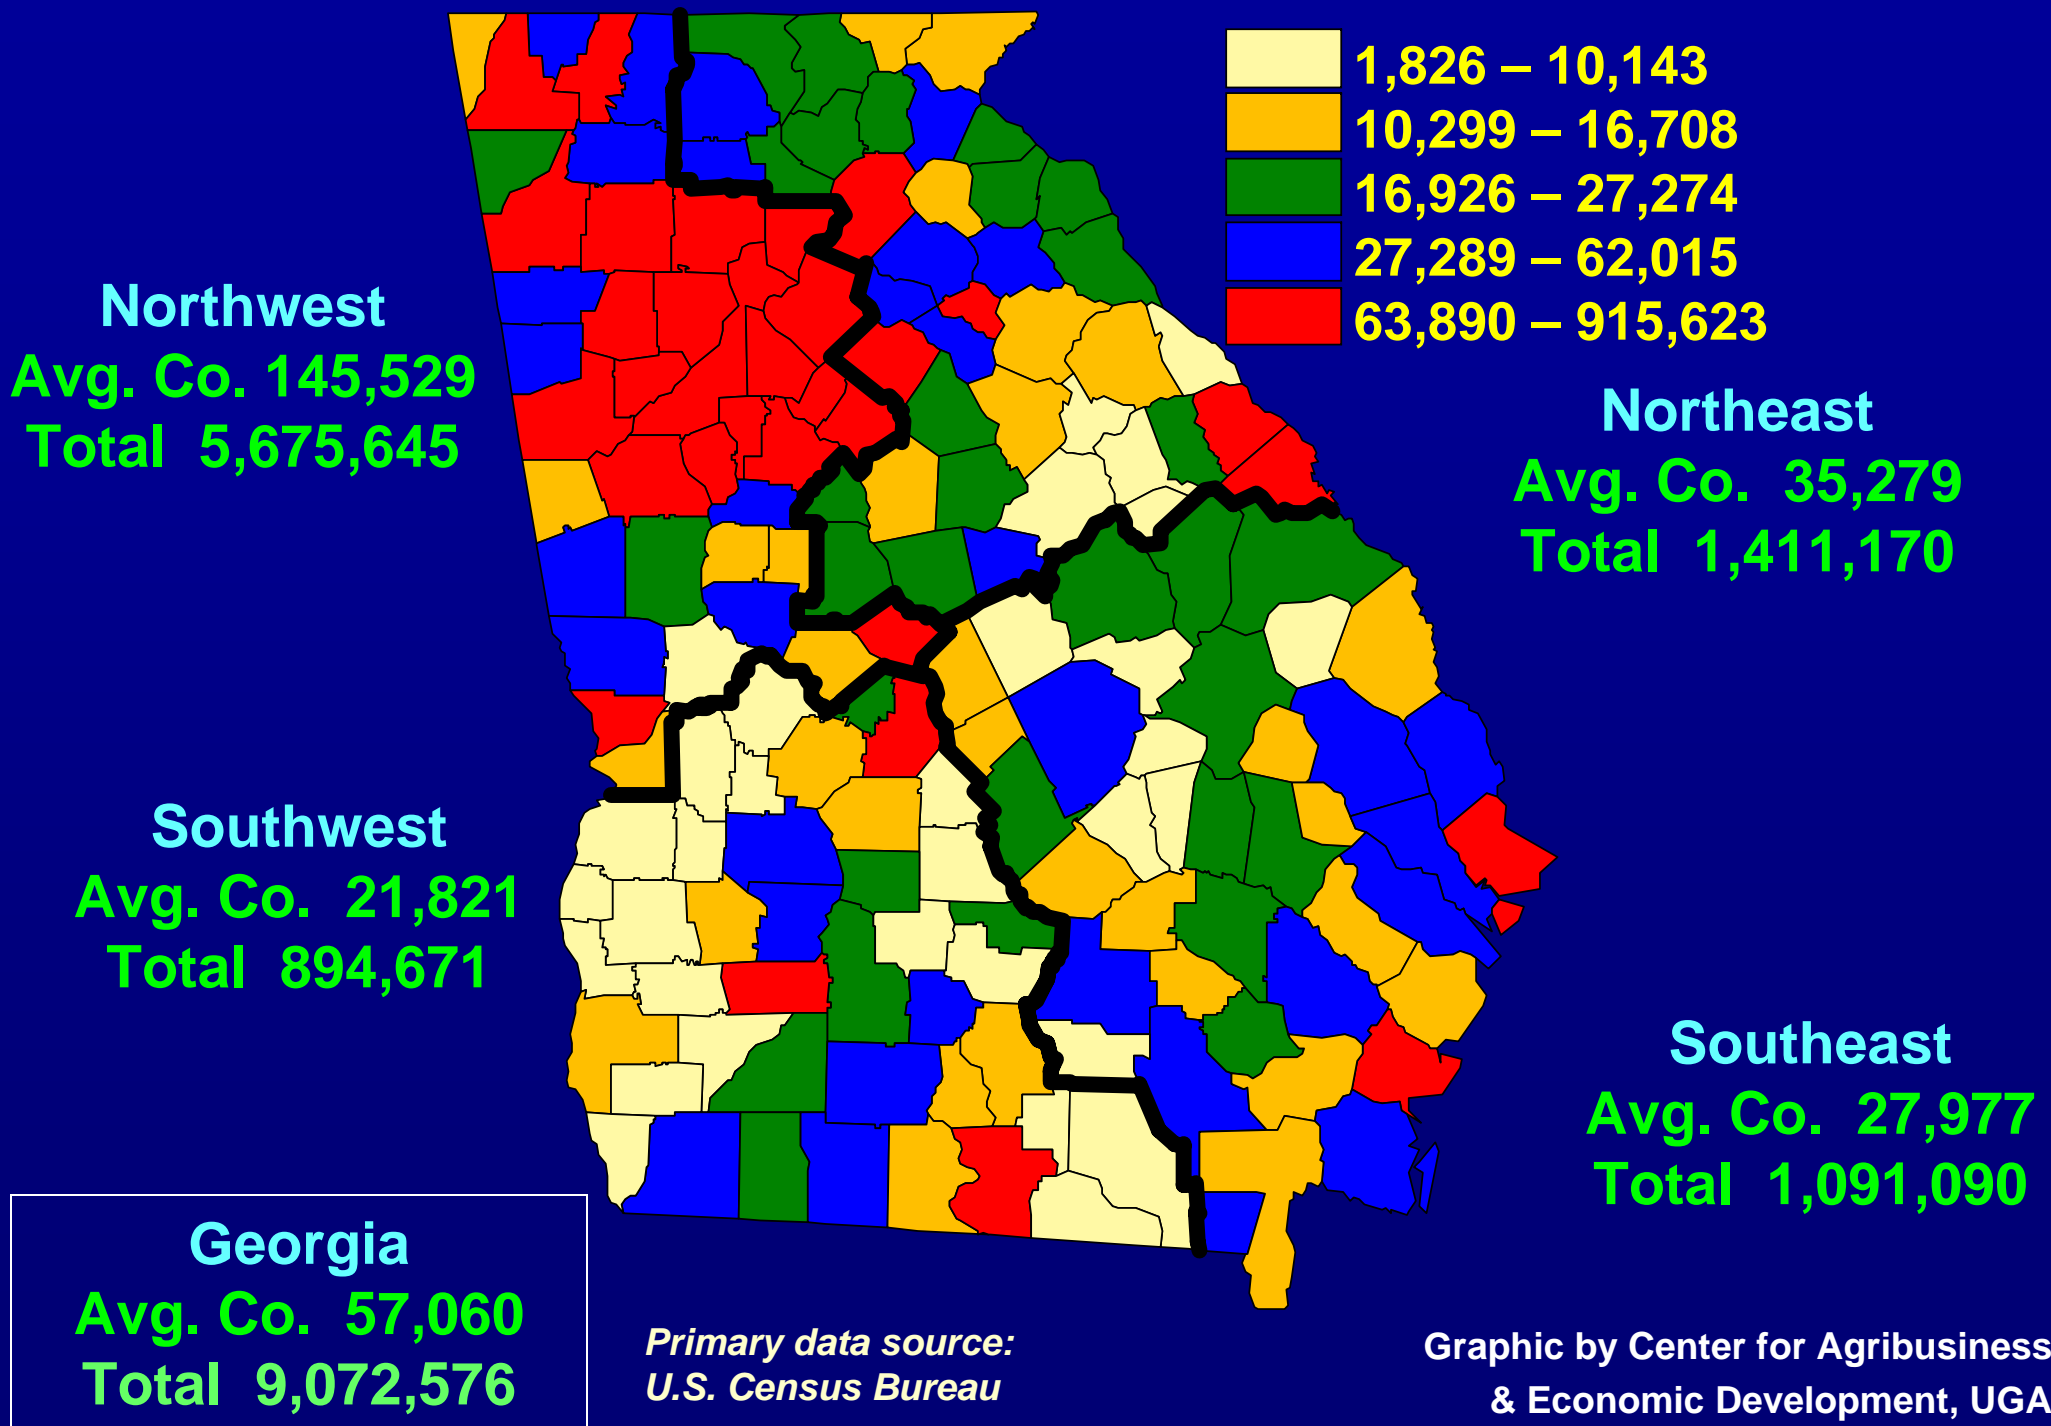 1,826 – 10,143
10,299 – 16,708
16,926 – 27,274
27,289 – 62,015
63,890 – 915,623
Northwest
Avg. Co. 145,529
Total 5,675,645
Northeast
Avg. Co. 35,279
Total 1,411,170
Southwest
Avg. Co. 21,821
Total 894,671
Southeast
Avg. Co. 27,977
Total 1,091,090
Georgia
Avg. Co. 57,060
Total 9,072,576
Primary data source:
U.S. Census Bureau
Graphic by Center for Agribusiness
& Economic Development, UGA